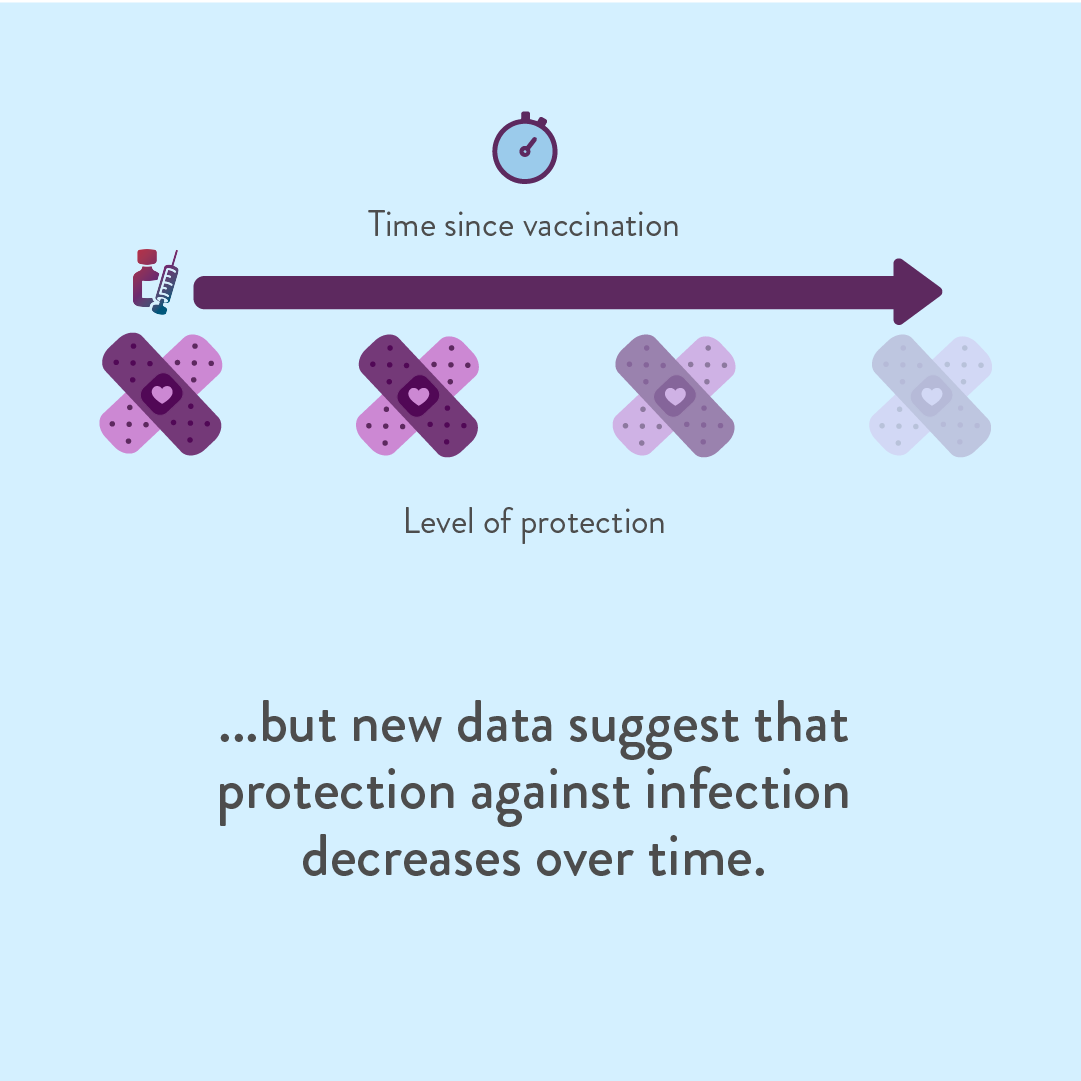 Time since vaccination
Level of protection
...but new data suggest that
protection against infection
decreases over time.